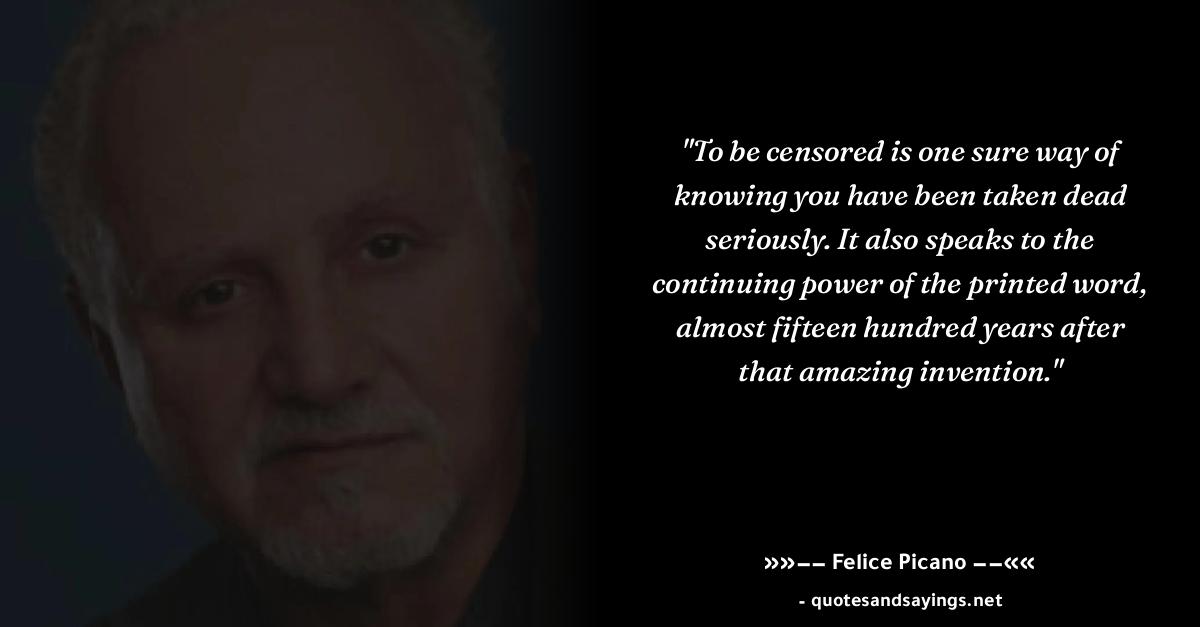 "To be censored is one sure way of
knowing you have been taken dead
seriously. It also speaks to the
continuing power of the printed word,
almost fifteen hundred years after
that amazing invention."
»»−− Felice Picano −−««
- quotesandsayings.net